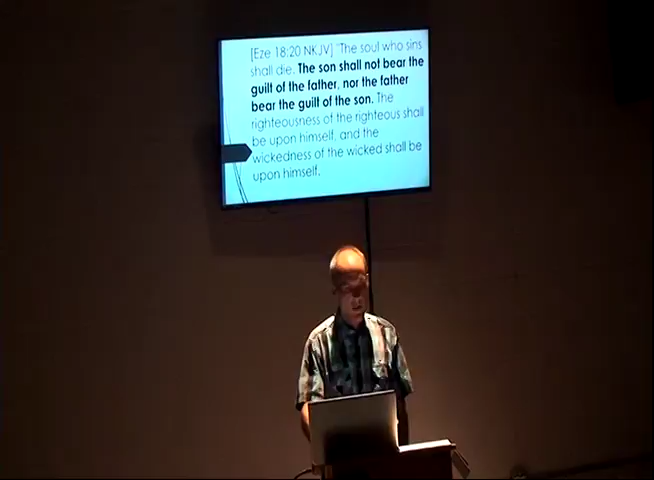 [Eze 18:20 NKJV] "The soul who sins
shall die. The son shall not bear the
guilt of the father, nor the father
bear the guilt of the son. The
righteousness of the righteous shall
be upon himself, and the
wickedness of the wicked shall be
upon himself.